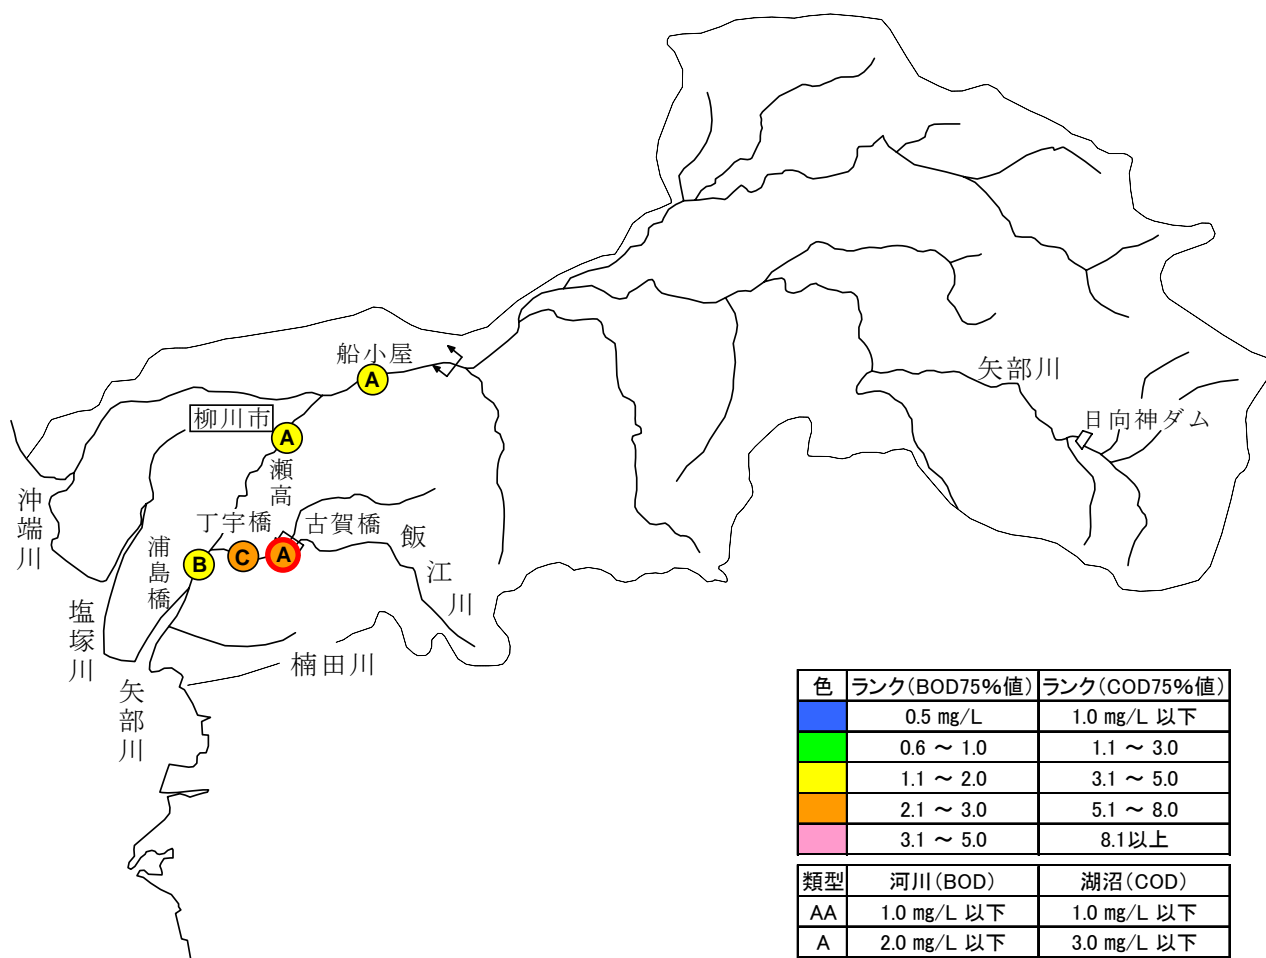 船小屋
A
矢部川
柳川市
A
日向神ダム
瀬高
沖端川
丁字橋
古賀橋
飯江川
浦島橋
B
C
A
塩塚川
楠田川
矢部川
色 ランク(BOD75%値) ランク(COD75%値)
0.5 ㎎/L 1.0 ㎎/L 以下
0.6 ～ 1.0 1.1 ～ 3.0
1.1 ～ 2.0 3.1 ～ 5.0
2.1 ～ 3.0 5.1 ～ 8.0
3.1 ～ 5.0 8.1以上
類型 河川(BOD) 湖沼(COD)
AA 1.0 ㎎/L 以下 1.0 ㎎/L 以下
A 2.0 ㎎/L 以下 3.0 ㎎/L 以下